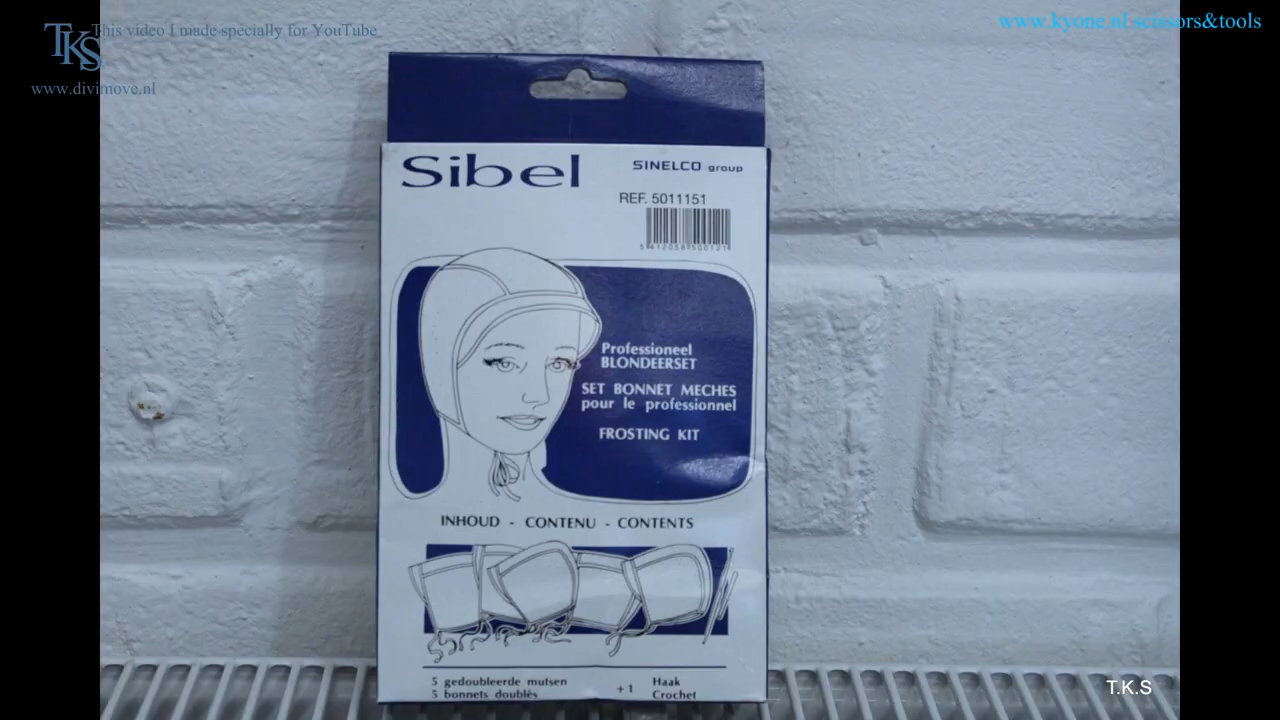 This video I made specially for YouTube
TKS
www.divimove.nl
www.kyone.nl.scissors&tools
Sibel
SINELCO group
REF. 5011151
Professioneel
BLONDEERSET
SET BONNET MECHES
pour le professionnel
FROSTING KIT
INHOUD - CONTENU - CONTENTS
5 gedoubleerde mutsen
5 bonnets doublés
+ 1
Haak
Crochet
T.K.S